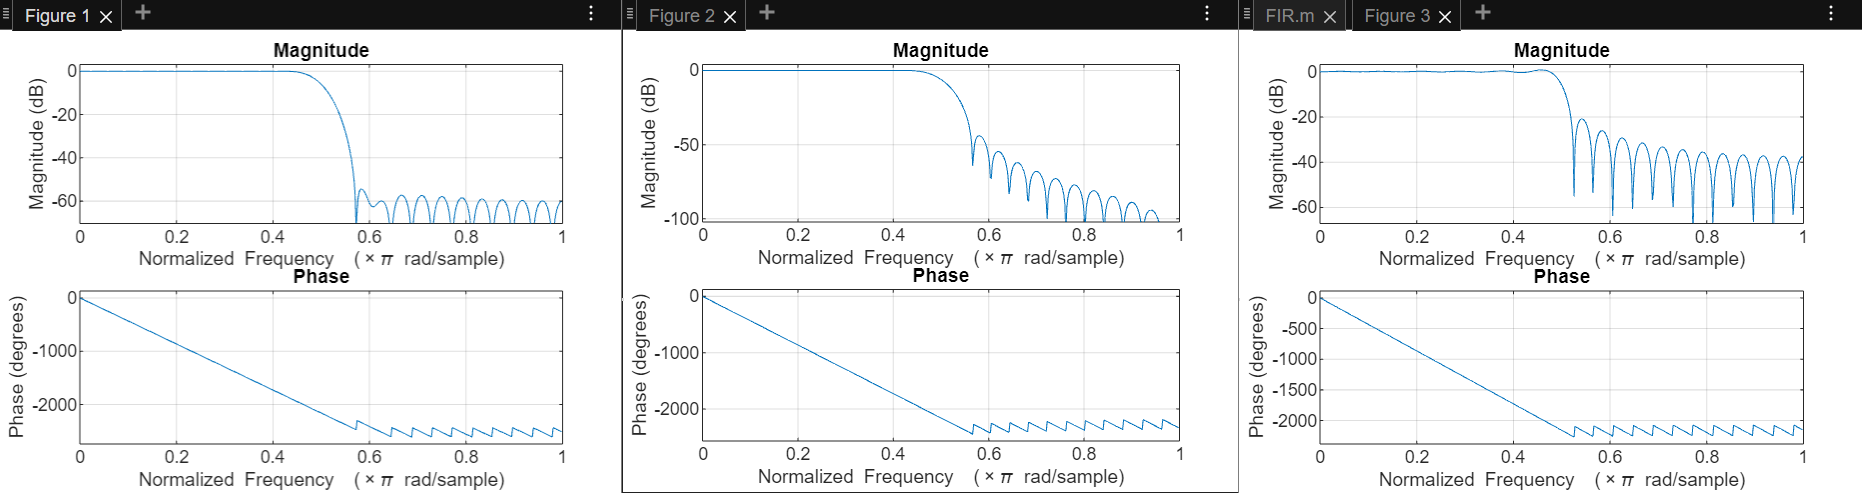 Figure 1
Magnitude
Magnitude (dB)
0
-20
-40
-60
0 0.2 0.4 0.6 0.8 1
Normalized Frequency (×π rad/sample)
Phase
Phase (degrees)
0
-1000
-2000
0 0.2 0.4 0.6 0.8 1
Normalized Frequency (×π rad/sample)
Figure 2
Magnitude
Magnitude (dB)
0
-50
-100
0 0.2 0.4 0.6 0.8 1
Normalized Frequency (×π rad/sample)
Phase
Phase (degrees)
0
-1000
-2000
0 0.2 0.4 0.6 0.8 1
Normalized Frequency (×π rad/sample)
FIR.m Figure 3
Magnitude
Magnitude (dB)
0
-20
-40
-60
0 0.2 0.4 0.6 0.8 1
Normalized Frequency (×π rad/sample)
Phase
Phase (degrees)
0
-500
-1000
-1500
-2000
0 0.2 0.4 0.6 0.8 1
Normalized Frequency (×π rad/sample)